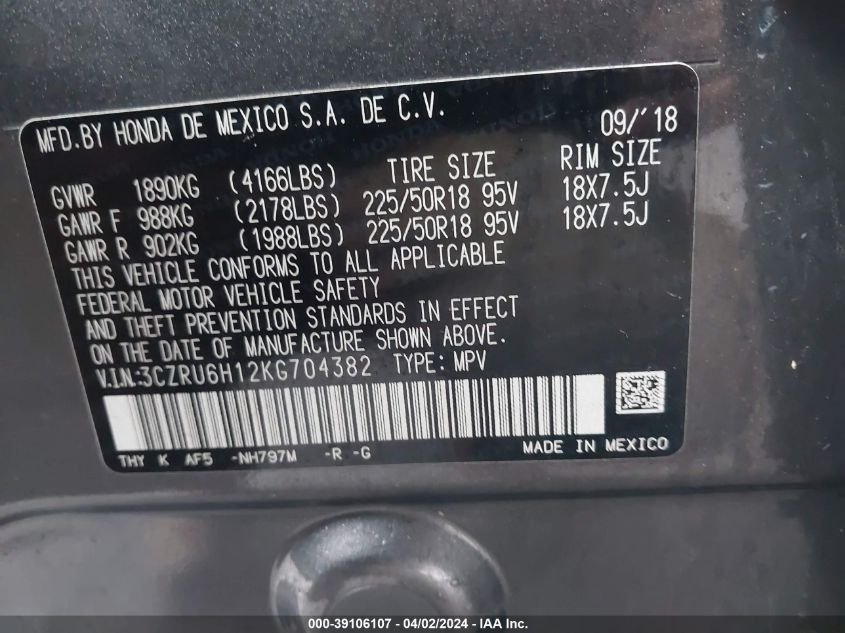 MFD.BY HONDA DE MEXICO S.A. DE C.V. 09/'18
TIRE SIZE RIM SIZE
GVWR 1890KG (4166LBS)
GAWR F 988KG (2178LBS) 225/50R18 95V 18X7.5J
GAWR R 902KG (1988LBS) 225/50R18 95V 18X7.5J
THIS VEHICLE CONFORMS TO ALL APPLICABLE
FEDERAL MOTOR VEHICLE SAFETY
AND THEFT PREVENTION STANDARDS IN EFFECT
ON THE DATE OF MANUFACTURE SHOWN ABOVE.
V.I.N:3CZRU6H12KG704382 TYPE: MPV
THY K AF5 -NH797M -R -G MADE IN MEXICO
000-39106107 - 04/02/2024 - IAA Inc.